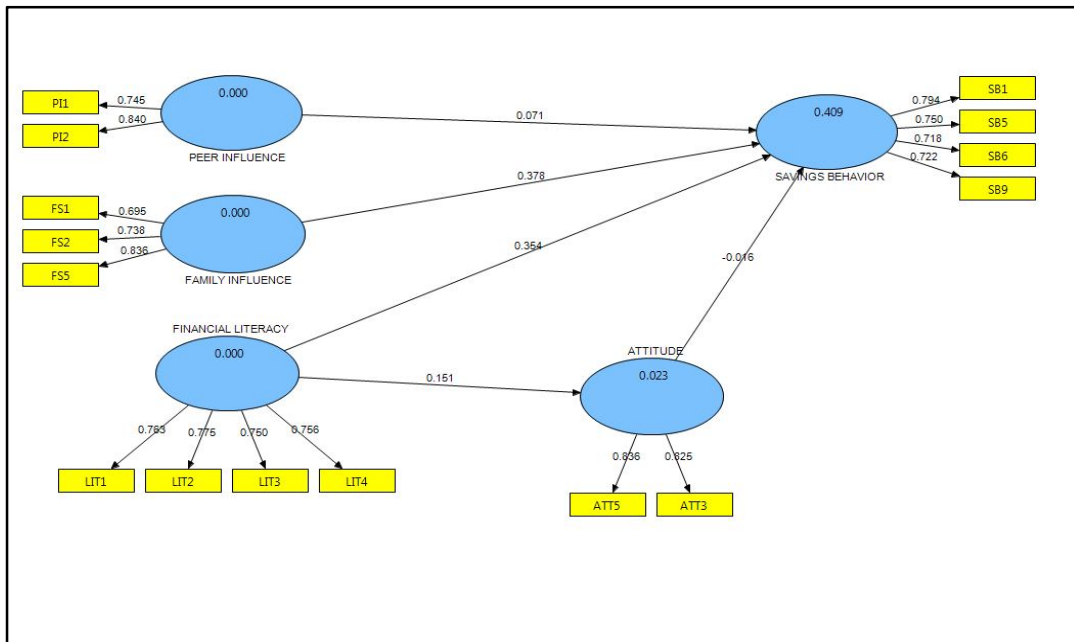 PI1
0.745
PI2
0.840
0.000
PEER INFLUENCE
0.071
0.409
SAVINGS BEHAVIOR
0.794
SB1
0.750
SB5
0.718
SB6
0.722
SB9
FS1
0.695
FS2
0.738
FS5
0.836
0.000
FAMILY INFLUENCE
0.378
0.354
-0.016
FINANCIAL LITERACY
0.000
0.151
ATTITUDE
0.023
0.763
0.775
0.750
0.756
LIT1
LIT2
LIT3
LIT4
0.836
0.825
ATT5
ATT3